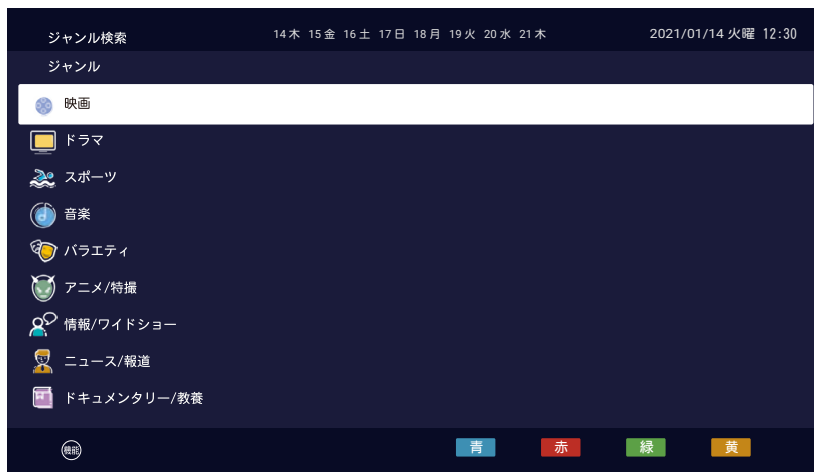 ジャンル検索 14木 15金 16土 17日 18月 19火 20水 21木 2021/01/14 火曜 12:30
ジャンル
映画
ドラマ
スポーツ
音楽
バラエティ
アニメ/特撮
情報/ワイドショー
ニュース/報道
ドキュメンタリー/教養
機能 青 赤 緑 黄